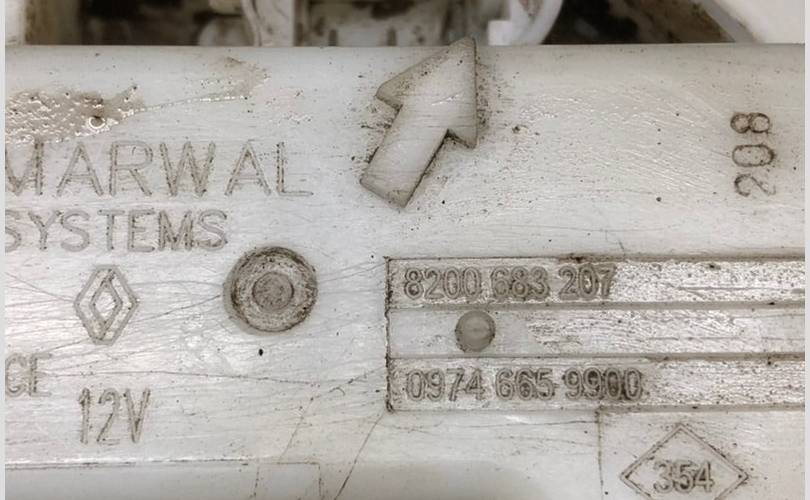 MARWAL
SYSTEMS
208
8200 683 207
CE
12V
0974 665 9900
354